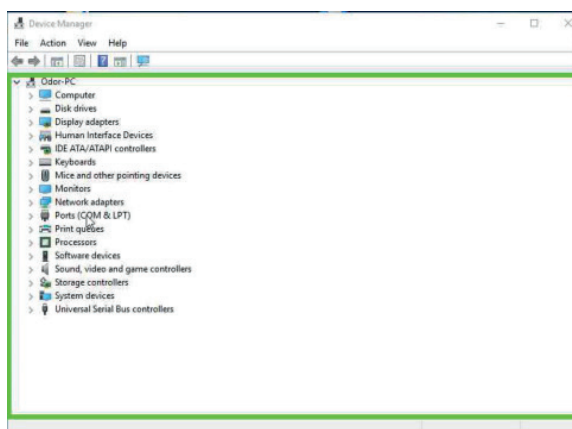 Device Manager
File Action View Help
Odor-PC
Computer
Disk drives
Display adapters
Human Interface Devices
IDE ATA/ATAPI controllers
Keyboards
Mice and other pointing devices
Monitors
Network adapters
Ports (COM & LPT)
Print queues
Processors
Software devices
Sound, video and game controllers
Storage controllers
System devices
Universal Serial Bus controllers